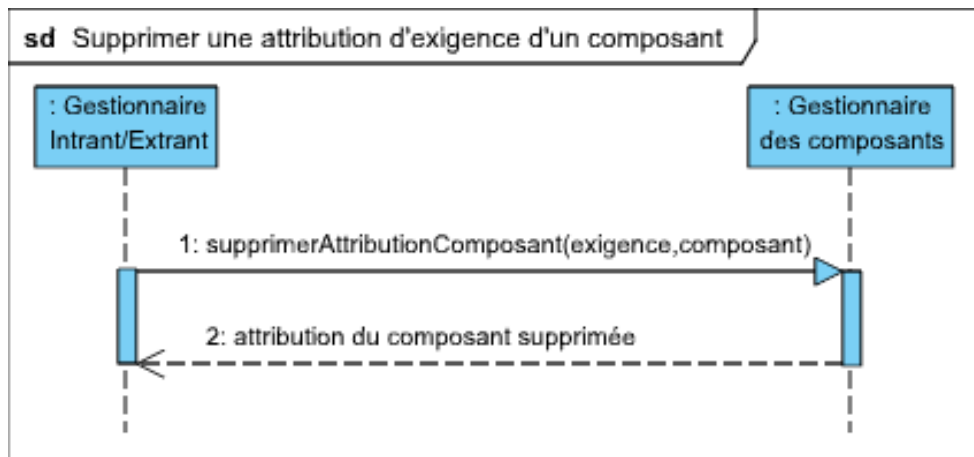 sd Supprimer une attribution d'exigence d'un composant
: Gestionnaire
Intrant/Extrant
: Gestionnaire
des composants
1: supprimerAttributionComposant(exigence,composant)
2: attribution du composant supprimée